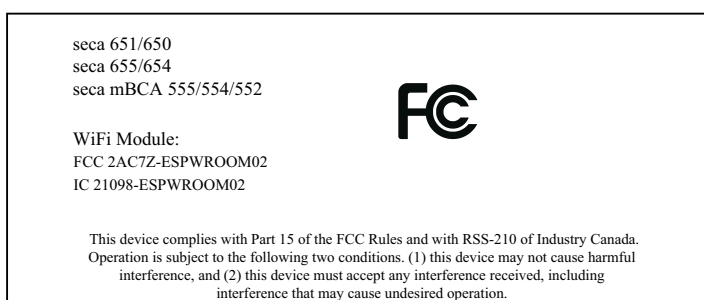 seca 651/650
seca 655/654
seca mBCA 555/554/552
FC
WiFi Module:
FCC 2AC7Z-ESPWROOM02
IC 21098-ESPWROOM02
This device complies with Part 15 of the FCC Rules and with RSS-210 of Industry Canada.
Operation is subject to the following two conditions. (1) this device may not cause harmful
interference, and (2) this device must accept any interference received, including
interference that may cause undesired operation.